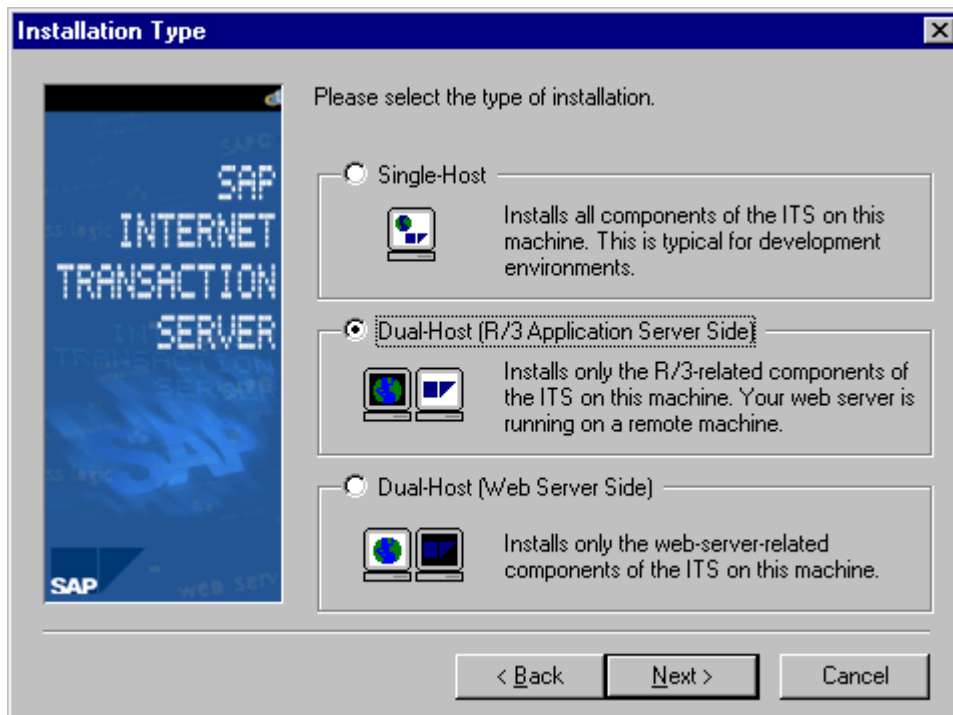 Installation Type
Please select the type of installation.
SAP
INTERNET
TRANSACTION
SERVER
SAP
Single-Host
Installs all components of the ITS on this
machine. This is typical for development
environments.
Dual-Host (R/3 Application Server Side)
Installs only the R/3-related components of
the ITS on this machine. Your web server is
running on a remote machine.
Dual-Host (Web Server Side)
Installs only the web-server-related
components of the ITS on this machine.
< Back
Next >
Cancel